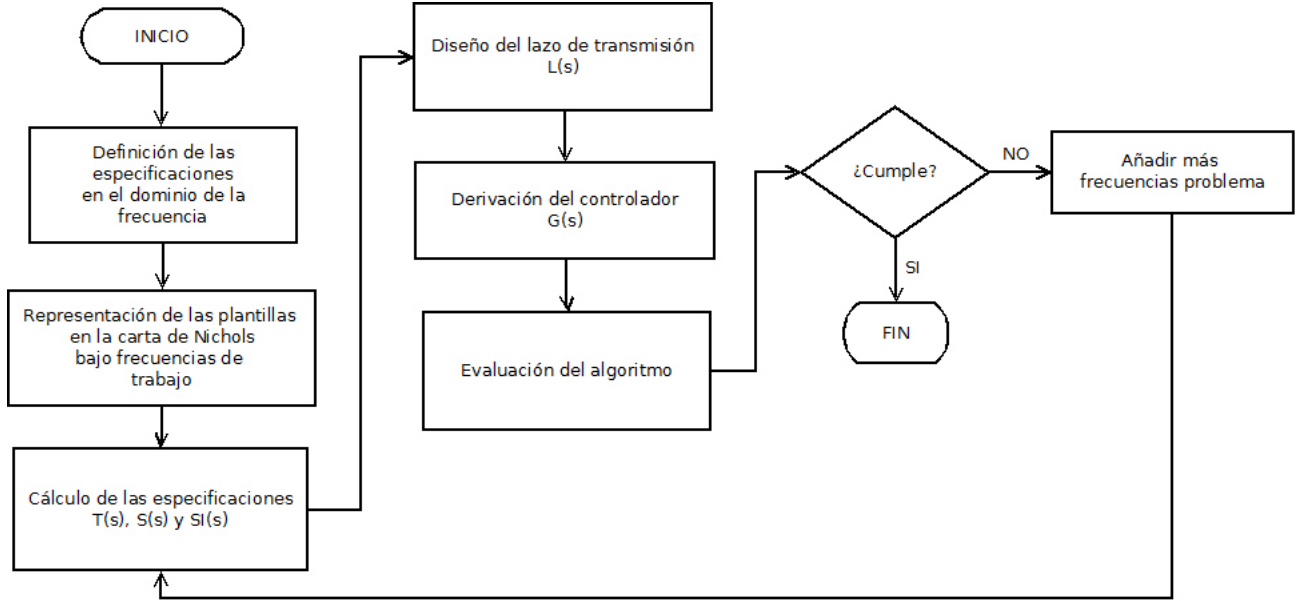 INICIO
Definición de las
especificaciones
en el dominio de la
frecuencia
Representación de las plantillas
en la carta de Nichols
bajo frecuencias de
trabajo
Cálculo de las especificaciones
T(s), S(s) y SI(s)
Diseño del lazo de transmisión
L(s)
Derivación del controlador
G(s)
Evaluación del algoritmo
¿Cumple?
NO
Añadir más
frecuencias problema
SI
FIN